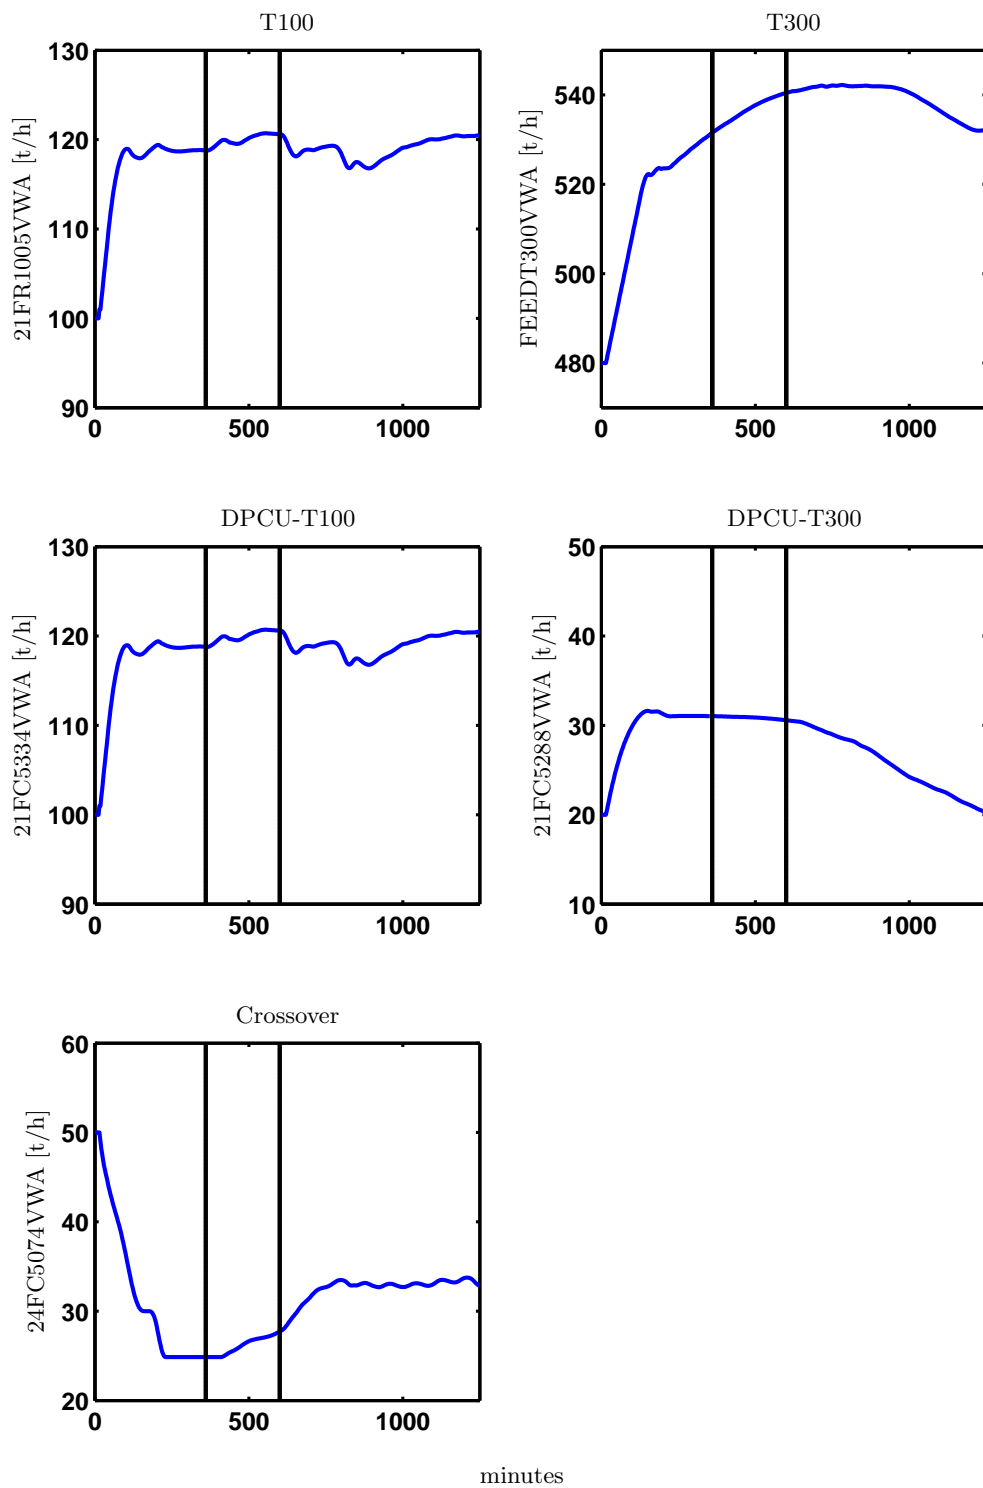 T100
21FR1005VWA [t/h]
130
120
110
100
90
0 500 1000
T300
FEEDT300VWA [t/h]
540
520
500
480
0 500 1000
DPCU-T100
21FC5334VWA [t/h]
130
120
110
100
90
0 500 1000
DPCU-T300
21FC5288VWA [t/h]
50
40
30
20
10
0 500 1000
Crossover
24FC5074VWA [t/h]
60
50
40
30
20
0 500 1000
minutes